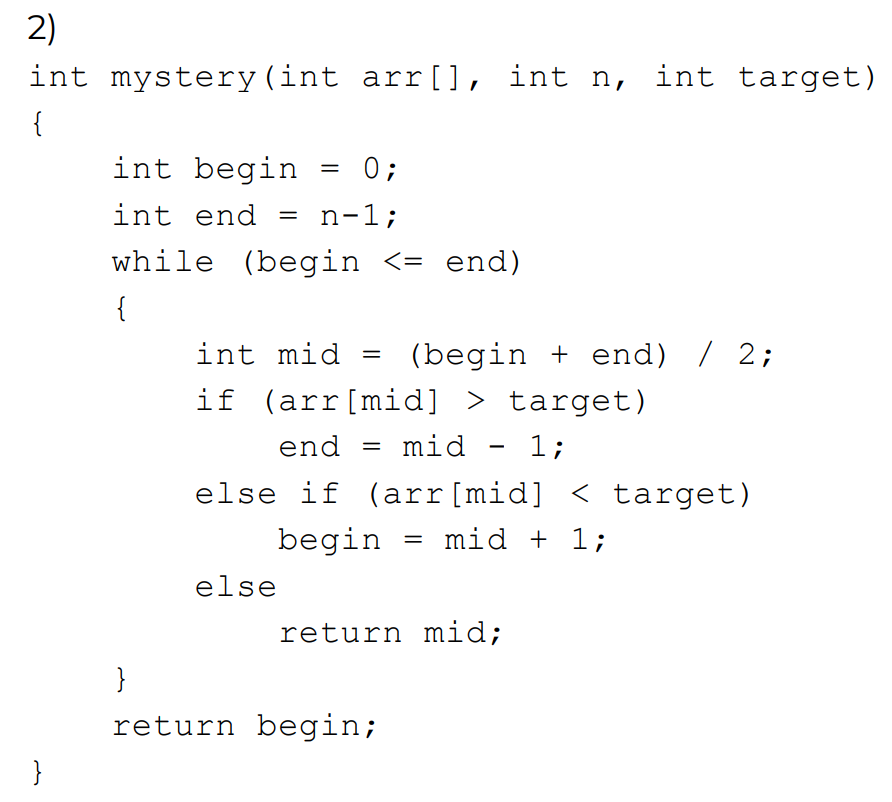 2)
int mystery(int arr[], int n, int target)
{
    int begin = 0;
    int end = n-1;
    while (begin <= end)
    {
        int mid = (begin + end) / 2;
        if (arr[mid] > target)
            end = mid - 1;
        else if (arr[mid] < target)
            begin = mid + 1;
        else
            return mid;
    }
    return begin;
}